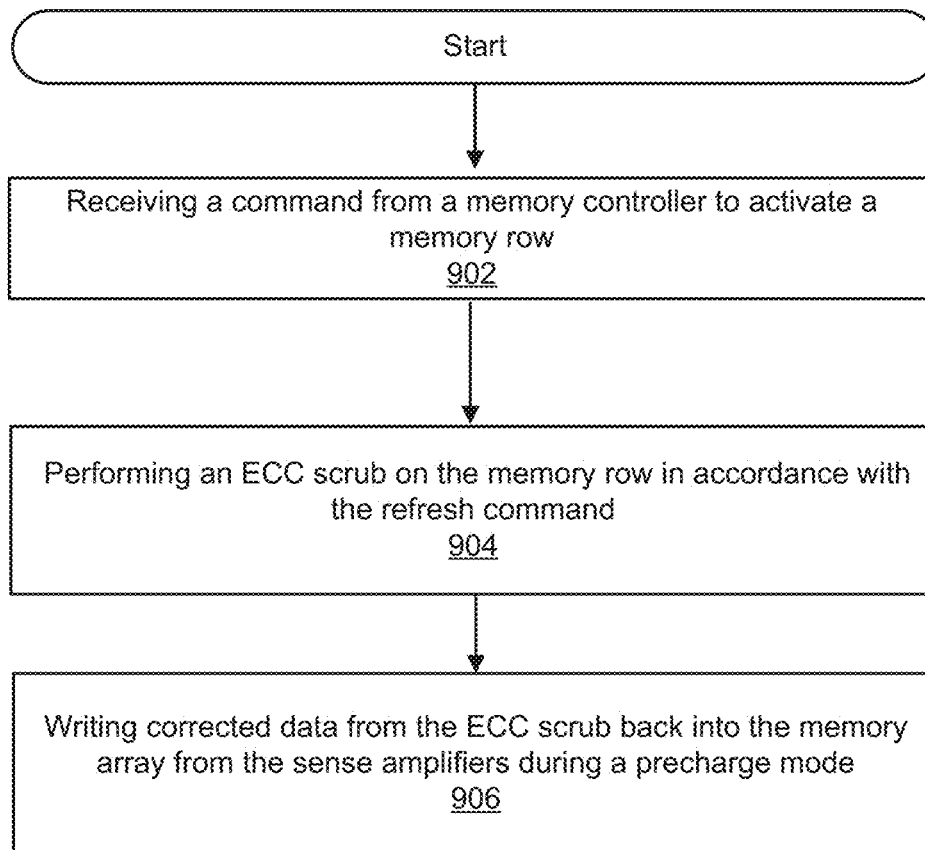 Start
Receiving a command from a memory controller to activate a
memory row
902
Performing an ECC scrub on the memory row in accordance with
the refresh command
904
Writing corrected data from the ECC scrub back into the memory
array from the sense amplifiers during a precharge mode
906